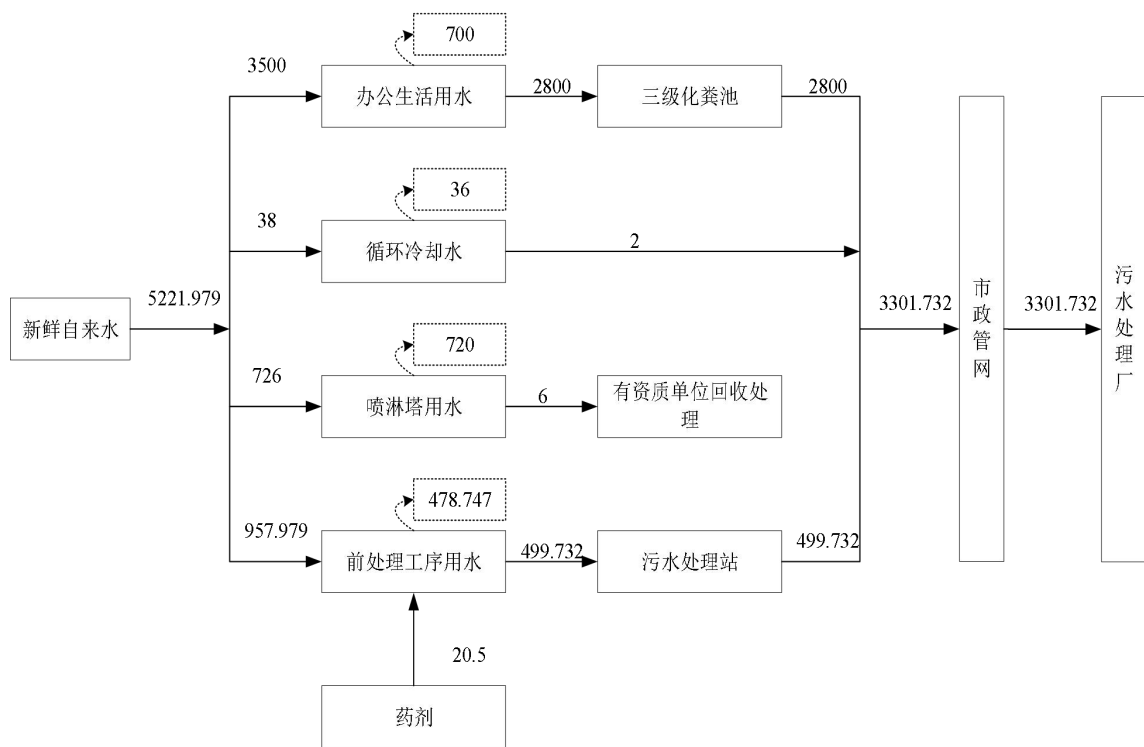 700
3500
办公生活用水
2800
三级化粪池
2800
36
38
循环冷却水
2
5221.979
新鲜自来水
3301.732
市政管网
3301.732
污水处理厂
720
726
喷淋塔用水
6
有资质单位回收处
理
478.747
957.979
前处理工序用水
499.732
污水处理站
499.732
20.5
药剂